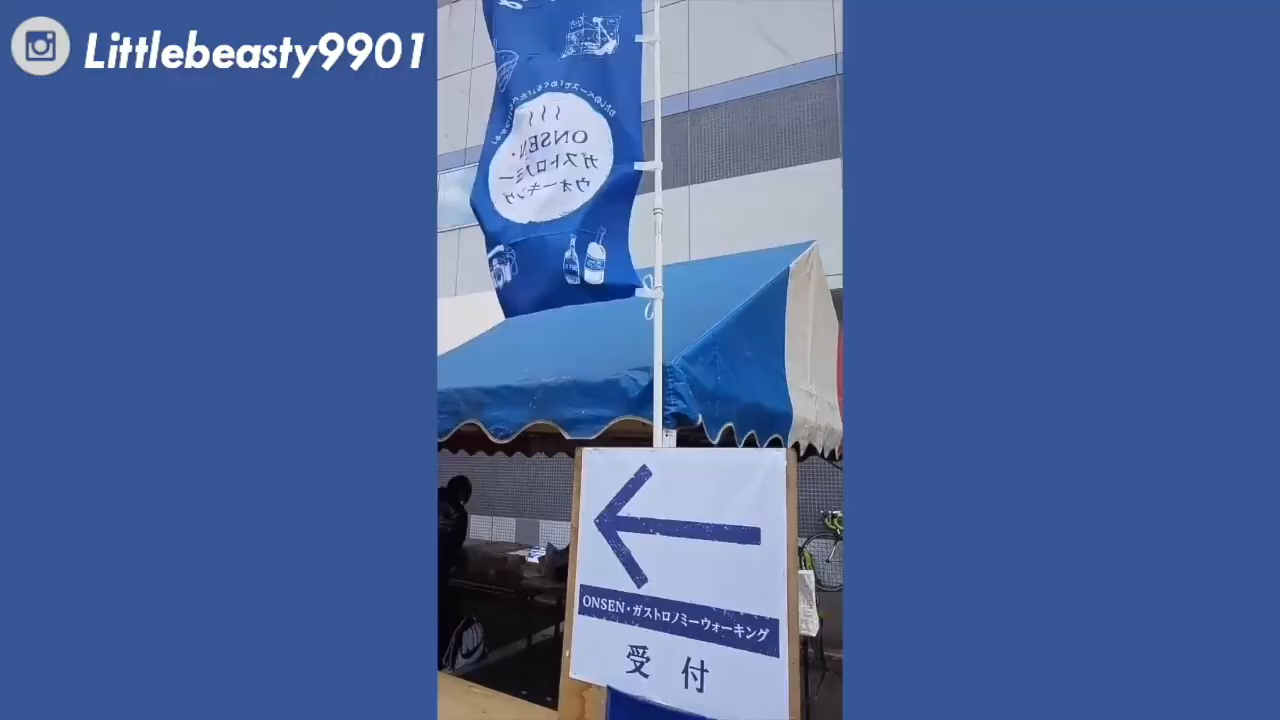 Littlebeasty9901
ONSEN・
ガストロノミー
ウォーキング
ONSEN・ガストロノミーウォーキング
受付